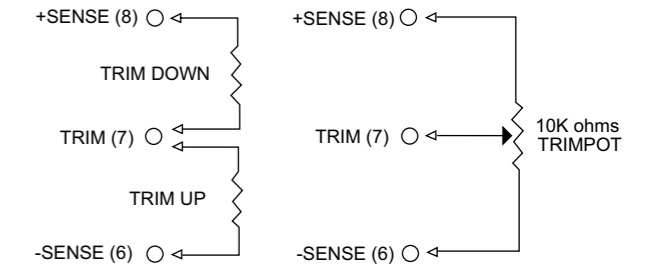 +SENSE (8)
TRIM DOWN
TRIM (7)
TRIM UP
-SENSE (6)
+SENSE (8)
TRIM (7)
10K ohms
TRIMPOT
-SENSE (6)